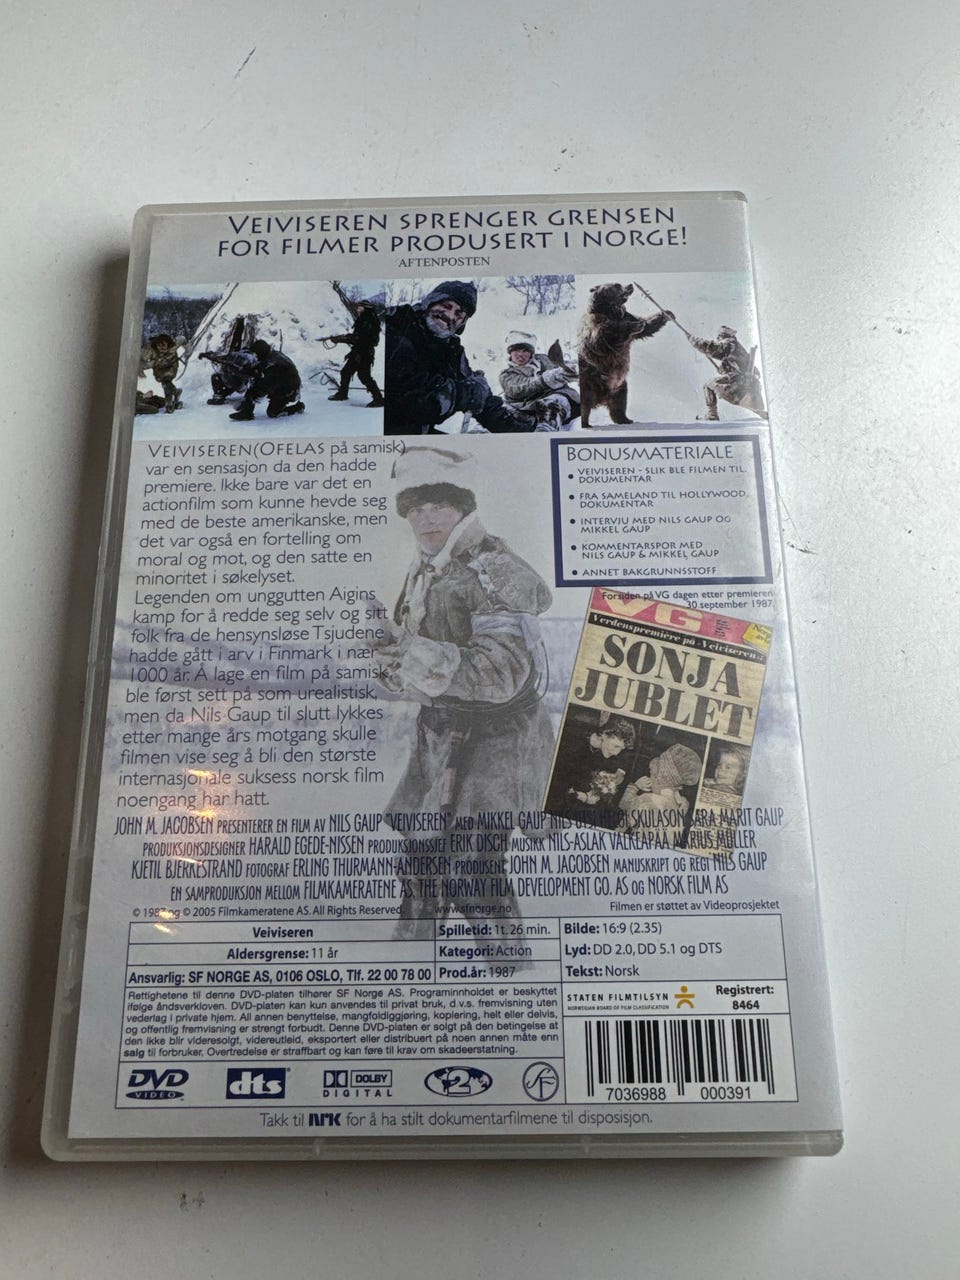 VEIVISEREN SPRENGER GRENSEN
FOR FILMER PRODUSERT I NORGE!
AFTENPOSTEN
VEIVISEREN (OFELAS på samisk)
var en sensasjon da den hadde
premiere. Ikke bare var det en
actionfilm som kunne hevde seg
med de beste amerikanske, men
det var også en fortelling om
moral og mot, og den satte en
minoritet i søkelyset.
Legenden om unggutten Aigins
kamp for å redde seg selv og sitt
folk fra de hensynsløse Tsjudene
hadde gått i arv i Finmark i nær
1000 år. Å lage en film på samisk
ble først sett på som urealistisk,
men da Nils Gaup til slutt lykkes
etter mange års motgang skulle
filmen vise seg å bli den største
internasjonale suksess norsk film
noengang har hatt.
BONUSMATERIALE
• VEIVISEREN - SLIK BLE FILMEN TIL.
DOKUMENTAR
• FRA SAMELAND TIL HOLLYWOOD.
DOKUMENTAR
• INTERVJU MED NILS GAUP OG
MIKKEL GAUP
• KOMMENTARSPOR MED
NILS GAUP & MIKKEL GAUP
• ANNET BAKGRUNNSSTOFF
Forsiden på VG dagen etter premieren
30 september 1987.
VG
Verdenspremière på «Veiviseren»:
SONJA
JUBLET
JOHN M. JACOBSEN PRESENTERER EN FILM AV NILS GAUP "VEIVISEREN" MED MIKKEL GAUP NILS UTSI HELGI SKULASON SARA MARIT GAUP
PRODUKSJONSDESIGNER HARALD EGEDE-NISSEN PRODUKSJONSSJEF ERIK DISCH MUSIKK NILS-ASLAK VALKEAPÄÄ MARIUS MÜLLER
KJETIL BJERKESTRAND FOTOGRAF ERLING THURMANN-ANDERSEN PRODUSENT JOHN M. JACOBSEN MANUSKRIPT OG REGI NILS GAUP
EN SAMPRODUKSJON MELLOM FILMKAMERATENE AS, THE NORWAY FILM DEVELOPMENT CO. AS OG NORSK FILM AS
© 1987 og © 2005 Filmkameratene AS. All Rights Reserved. www.sfnorge.no Filmen er støttet av Videoprosjektet
Veiviseren
Aldersgrense: 11 år
Ansvarlig: SF NORGE AS, 0106 OSLO, Tlf. 22 00 78 00
Spilletid: 1t. 26 min.
Kategori: Action
Prod.år: 1987
Bilde: 16:9 (2.35)
Lyd: DD 2.0, DD 5.1 og DTS
Tekst: Norsk
Rettighetene til denne DVD-platen tilhører SF Norge AS. Programinnholdet er beskyttet
ifølge åndsverkloven. DVD-platen kan kun anvendes til privat bruk, d.v.s. fremvisning uten
vederlag i private hjem. All annen benyttelse, mangfoldiggjøring, kopiering, helt eller delvis,
og offentlig fremvisning er strengt forbudt. Denne DVD-platen er solgt på den betingelse at
den ikke blir videresolgt, videreutleid, eksportert eller distribuert på noen annen måte enn
salg til forbruker. Overtredelse er straffbart og kan føre til krav om skadeerstatning.
STATEN FILMTILSYN
NORWEGIAN BOARD OF FILM CLASSIFICATION
Registrert:
8464
DVD
VIDEO
dts
DOLBY
DIGITAL
2
SF
7036988 000391
Takk til NRK for å ha stilt dokumentarfilmene til disposisjon.